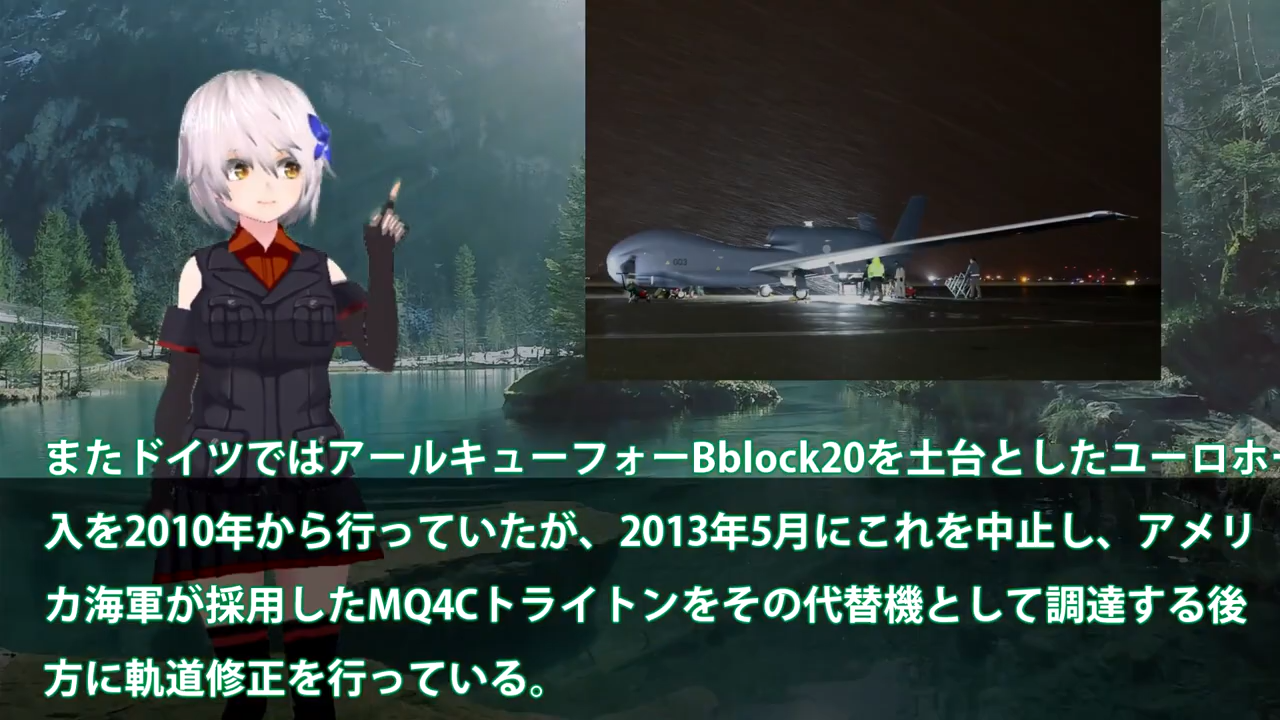 またドイツではアールキューフォーBblock20を土台としたユーロホー
入を2010年から行っていたが、2013年5月にこれを中止し、アメリ
カ海軍が採用したMQ4Cトライトンをその代替機として調達する後
方に軌道修正を行っている。